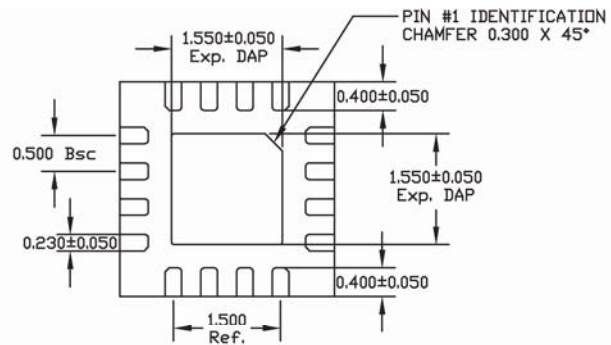 PIN #1 IDENTIFICATION
CHAMFER 0.300 X 45°
1.550±0.050
Exp. DAP
0.400±0.050
0.500 Bsc
1.550±0.050
Exp. DAP
0.230±0.050
0.400±0.050
1.500
Ref.